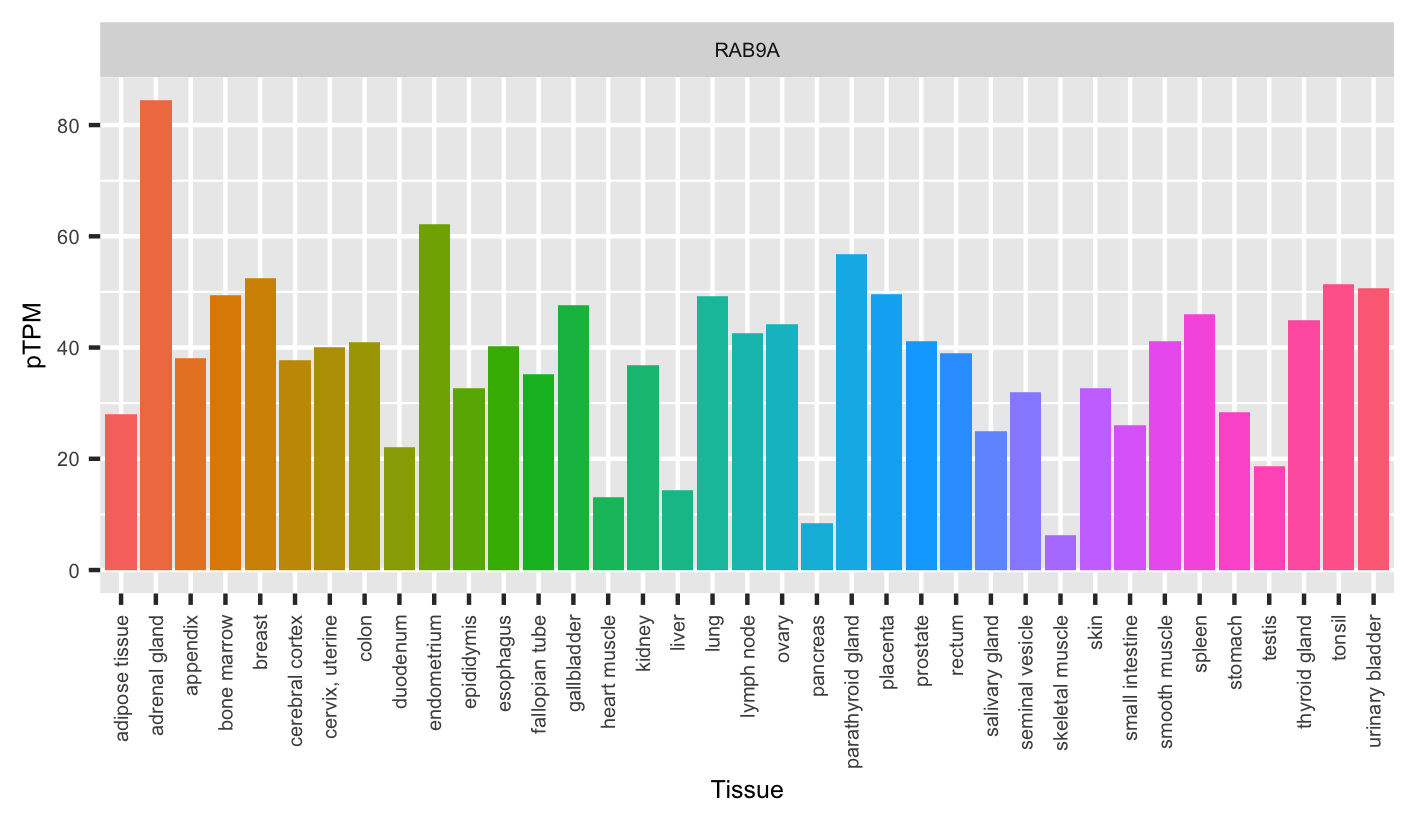 RAB9A
pTPM
80
60
40
20
0
adipose tissue
adrenal gland
appendix
bone marrow
breast
cerebral cortex
cervix, uterine
colon
duodenum
endometrium
epididymis
esophagus
fallopian tube
gallbladder
heart muscle
kidney
liver
lung
lymph node
ovary
pancreas
parathyroid gland
placenta
prostate
rectum
salivary gland
seminal vesicle
skeletal muscle
skin
small intestine
smooth muscle
spleen
stomach
testis
thyroid gland
tonsil
urinary bladder
Tissue